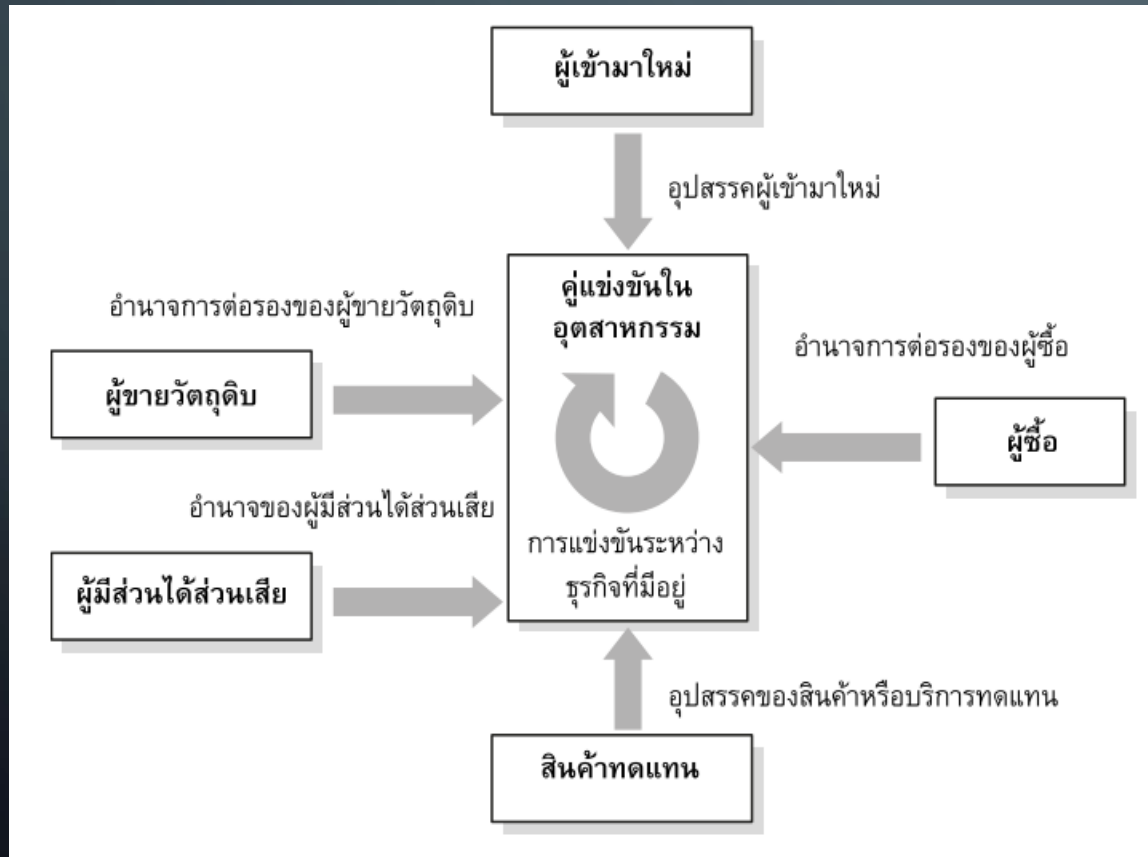 ผู้เข้ามาใหม่
อุปสรรคผู้เข้ามาใหม่
คู่แข่งขันใน
อุตสาหกรรม
อำนาจการต่อรองของผู้ขายวัตถุดิบ
อำนาจการต่อรองของผู้ซื้อ
ผู้ขายวัตถุดิบ
ผู้ซื้อ
อำนาจของผู้มีส่วนได้ส่วนเสีย
การแข่งขันระหว่าง
ธุรกิจที่มีอยู่
ผู้มีส่วนได้ส่วนเสีย
อุปสรรคของสินค้าหรือบริการทดแทน
สินค้าทดแทน